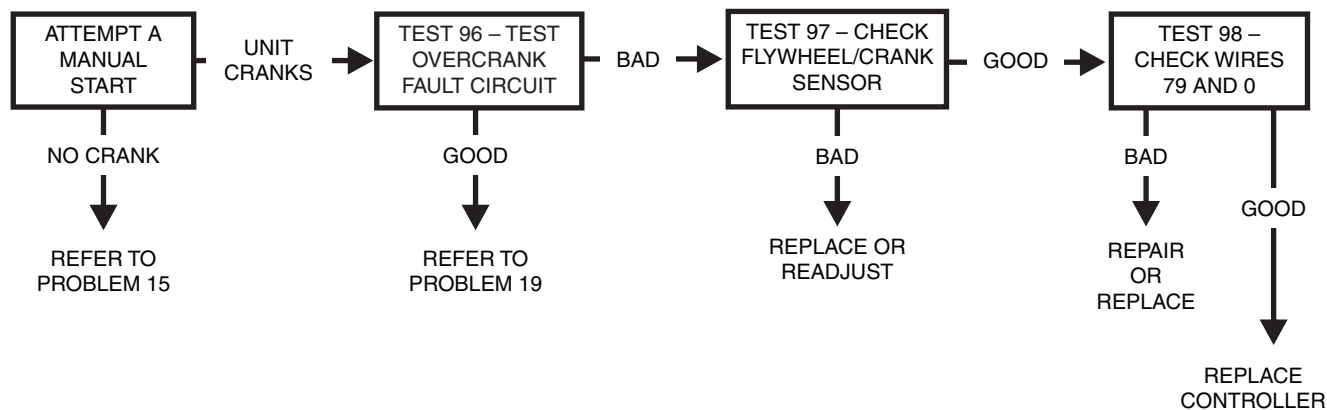 ATTEMPT A
MANUAL
START
UNIT
CRANKS
TEST 96 – TEST
OVERCRANK
FAULT CIRCUIT
BAD
TEST 97 – CHECK
FLYWHEEL/CRANK
SENSOR
GOOD
TEST 98 –
CHECK WIRES
79 AND 0
NO CRANK
GOOD
BAD
BAD
GOOD
REFER TO
PROBLEM 15
REFER TO
PROBLEM 19
REPLACE OR
READJUST
REPAIR
OR
REPLACE
REPLACE
CONTROLLER